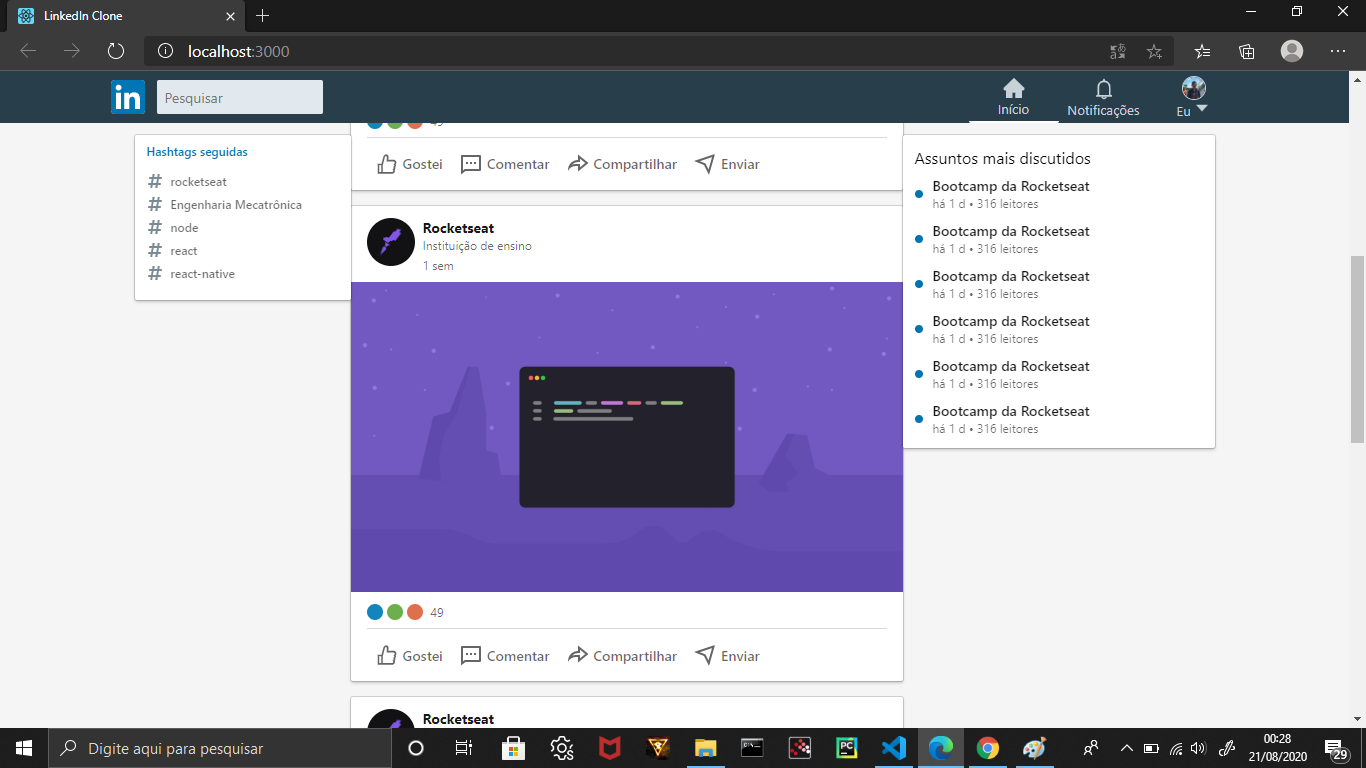 LinkedIn Clone
localhost:3000
in
Pesquisar
Início
Notificações
Eu
49
Gostei
Comentar
Compartilhar
Enviar
Hashtags seguidas
# rocketseat
# Engenharia Mecatrônica
# node
# react
# react-native
Rocketseat
Instituição de ensino
1 sem
49
Gostei
Comentar
Compartilhar
Enviar
Rocketseat
Assuntos mais discutidos
Bootcamp da Rocketseat
há 1 d • 316 leitores
Bootcamp da Rocketseat
há 1 d • 316 leitores
Bootcamp da Rocketseat
há 1 d • 316 leitores
Bootcamp da Rocketseat
há 1 d • 316 leitores
Bootcamp da Rocketseat
há 1 d • 316 leitores
Bootcamp da Rocketseat
há 1 d • 316 leitores
Digite aqui para pesquisar
PC
00:28
21/08/2020
29